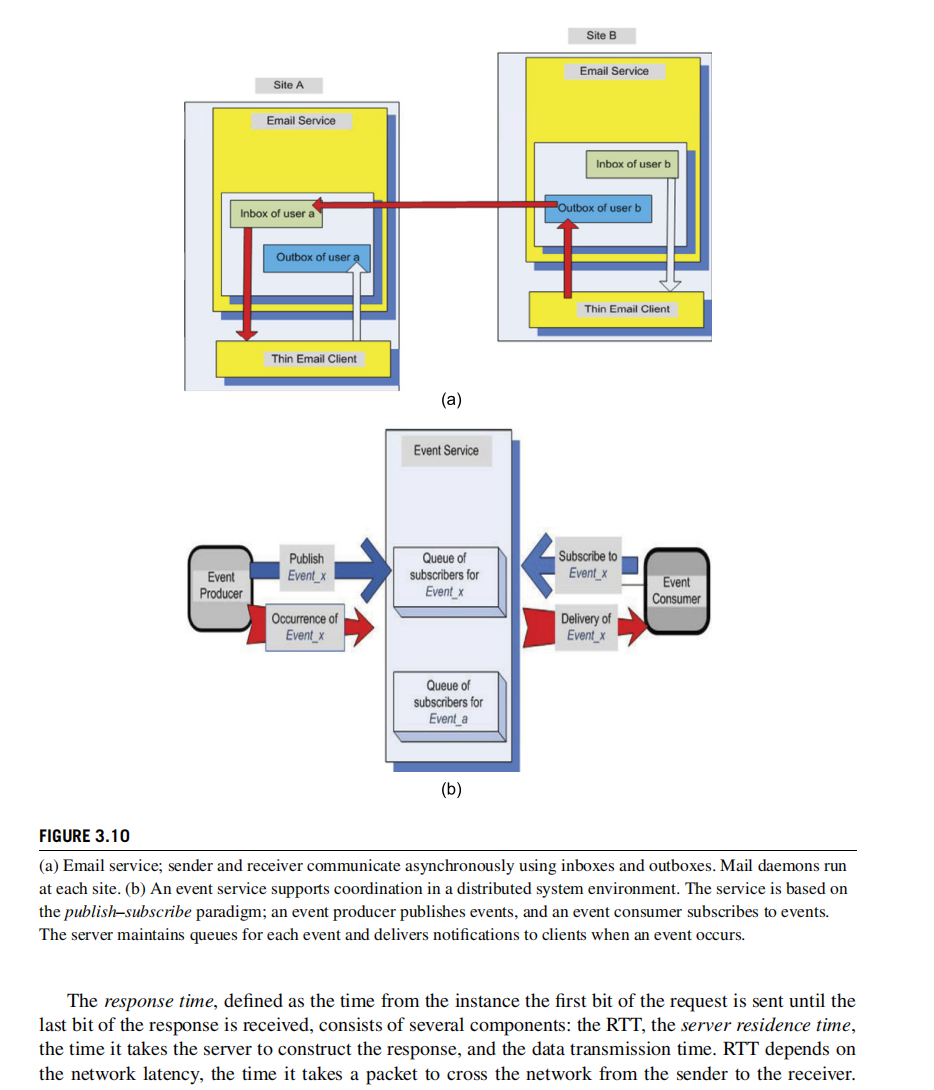 Site B
Email Service
Site A
Email Service
Inbox of user b
Inbox of user a
Outbox of user b
Outbox of user a
Thin Email Client
Thin Email Client
(a)
Event Service
Event
Producer
Publish
Event_x
Occurrence of
Event_x
Queue of
subscribers for
Event_x
Subscribe to
Event_x
Delivery of
Event_x
Event
Consumer
Queue of
subscribers for
Event_a
(b)
FIGURE 3.10
(a) Email service; sender and receiver communicate asynchronously using inboxes and outboxes. Mail daemons run
at each site. (b) An event service supports coordination in a distributed system environment. The service is based on
the publish–subscribe paradigm; an event producer publishes events, and an event consumer subscribes to events.
The server maintains queues for each event and delivers notifications to clients when an event occurs.
The response time, defined as the time from the instance the first bit of the request is sent until the
last bit of the response is received, consists of several components: the RTT, the server residence time,
the time it takes the server to construct the response, and the data transmission time. RTT depends on
the network latency, the time it takes a packet to cross the network from the sender to the receiver.